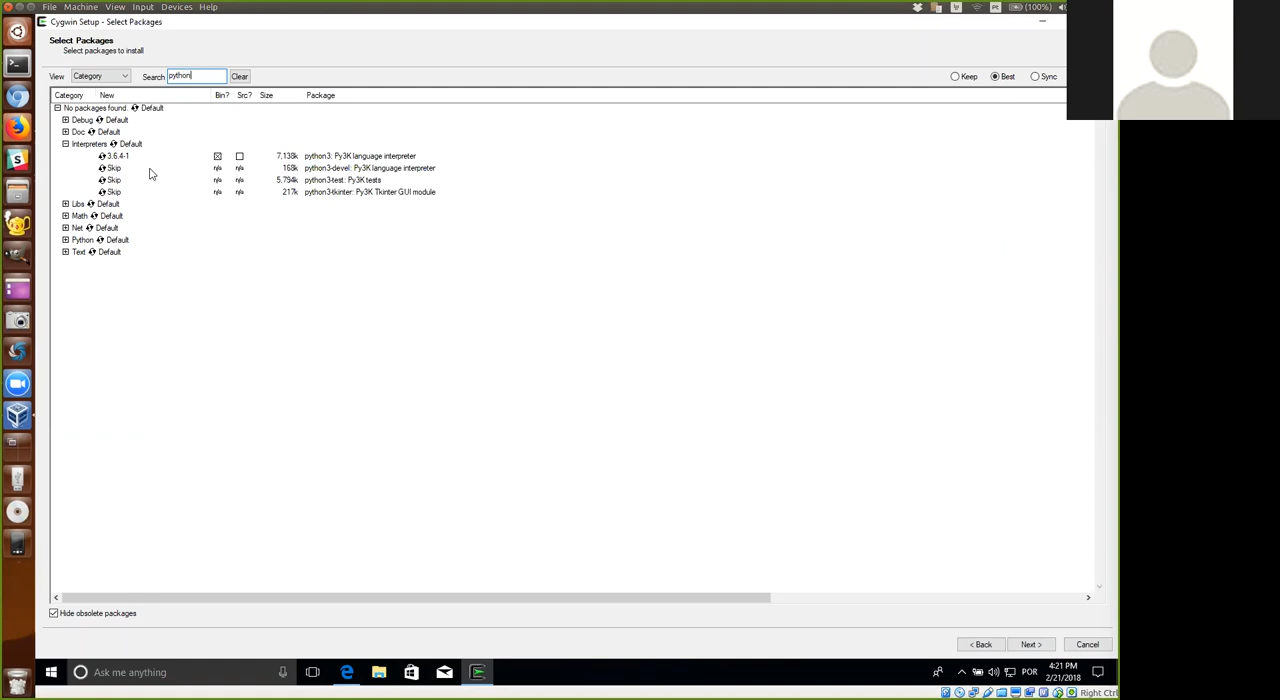 File Machine View Input Devices Help
(100%)
Cygwin Setup - Select Packages
Select Packages
Select packages to install
View Category Search python Clear Keep Best Sync
Category New Bin? Src? Size Package
No packages found. Default
Debug Default
Doc Default
Interpreters Default
3.6.4-1 7,138k python3: Py3K language interpreter
Skip n/a n/a 168k python3-devel: Py3K language interpreter
Skip n/a n/a 5,794k python3-test: Py3K tests
Skip n/a n/a 217k python3-tkinter: Py3K Tkinter GUI module
Libs Default
Math Default
Net Default
Python Default
Text Default
Hide obsolete packages
< Back Next > Cancel
Ask me anything
POR
4:21 PM
2/21/2018
Right Ctrl